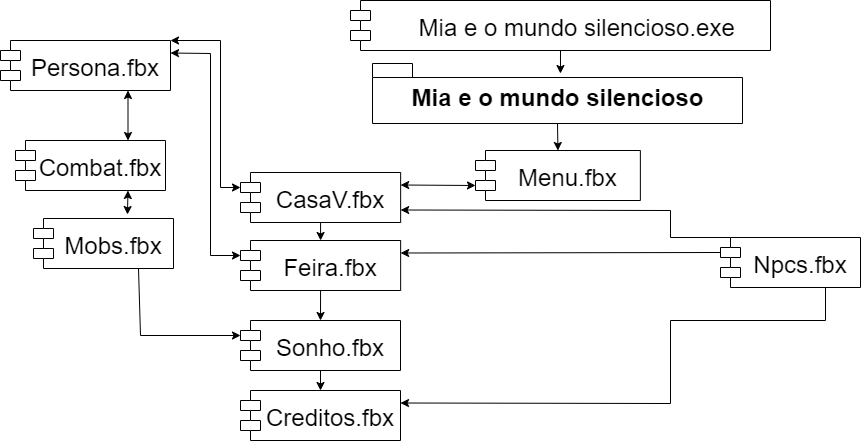 Mia e o mundo silencioso.exe
Persona.fbx
Mia e o mundo silencioso
Combat.fbx
Menu.fbx
CasaV.fbx
Mobs.fbx
Feira.fbx
Npcs.fbx
Sonho.fbx
Creditos.fbx